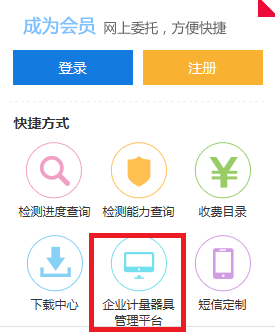 成为会员 网上委托，方便快捷
登录 注册
快捷方式
检测进度查询 检测能力查询 收费目录
下载中心 企业计量器具 短信定制
管理平台